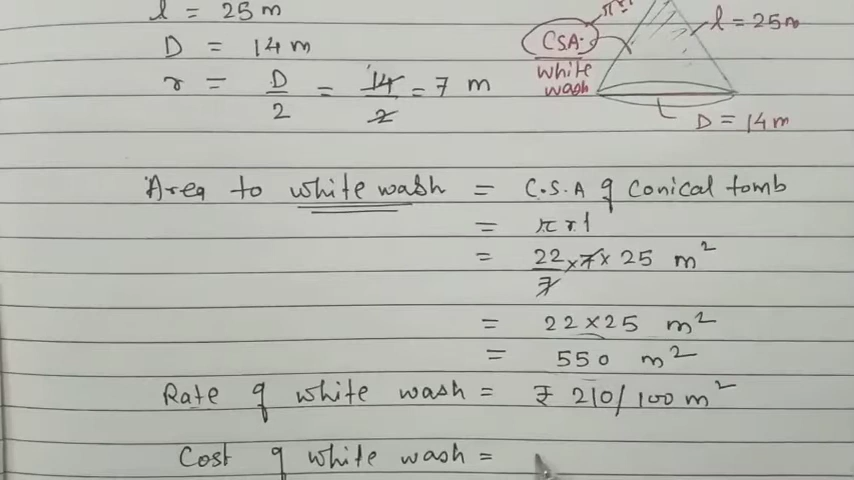 l = 25 m
D = 14 m
r = D/2 = 14/2 = 7 m
πrl
CSA
white
wash
l = 25m
D = 14m
Area to white wash = C.S.A of Conical tomb
= πrl
= 22/7 × 7 × 25 m²
= 22×25 m²
= 550 m²
Rate of white wash = ₹ 210/100 m²
Cost of white wash =